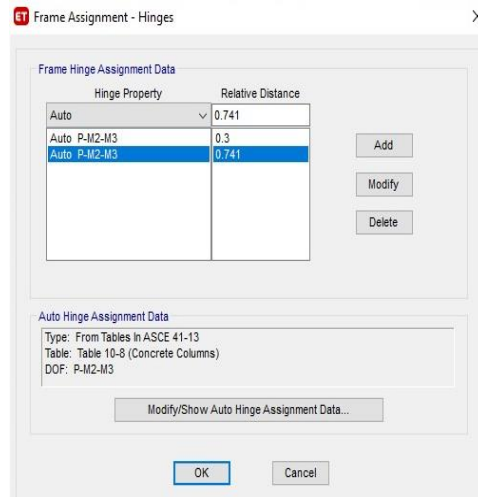 ET Frame Assignment - Hinges
Frame Hinge Assignment Data
Hinge Property Relative Distance
Auto 0.741
Auto P-M2-M3 0.3
Auto P-M2-M3 0.741
Add
Modify
Delete
Auto Hinge Assignment Data
Type: From Tables In ASCE 41-13
Table: Table 10-8 (Concrete Columns)
DOF: P-M2-M3
Modify/Show Auto Hinge Assignment Data...
OK Cancel